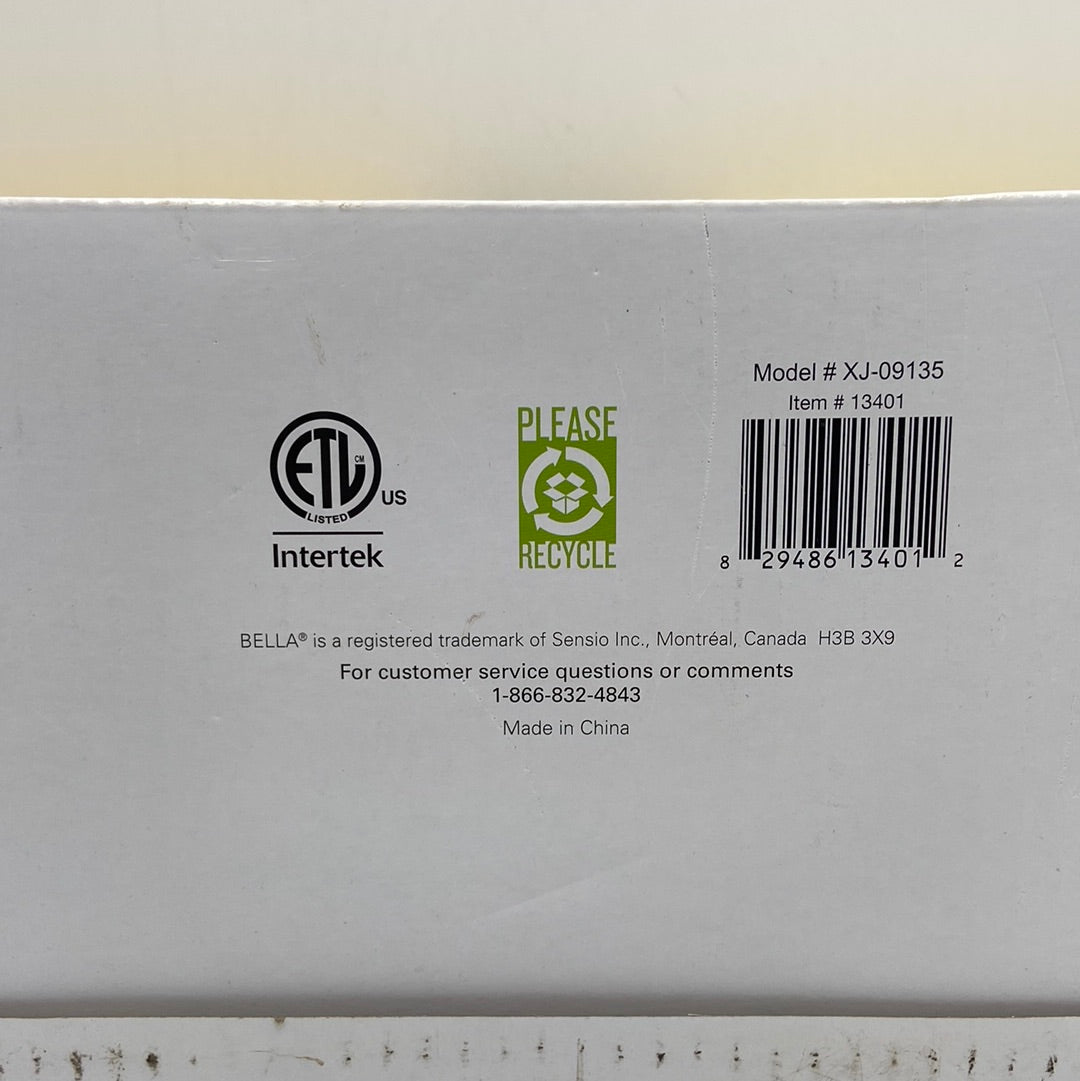 Model # XJ-09135
Item # 13401
ETL CM
LISTED
US
Intertek
PLEASE
RECYCLE
8 29486 13401 2
BELLA® is a registered trademark of Sensio Inc., Montréal, Canada H3B 3X9
For customer service questions or comments
1-866-832-4843
Made in China